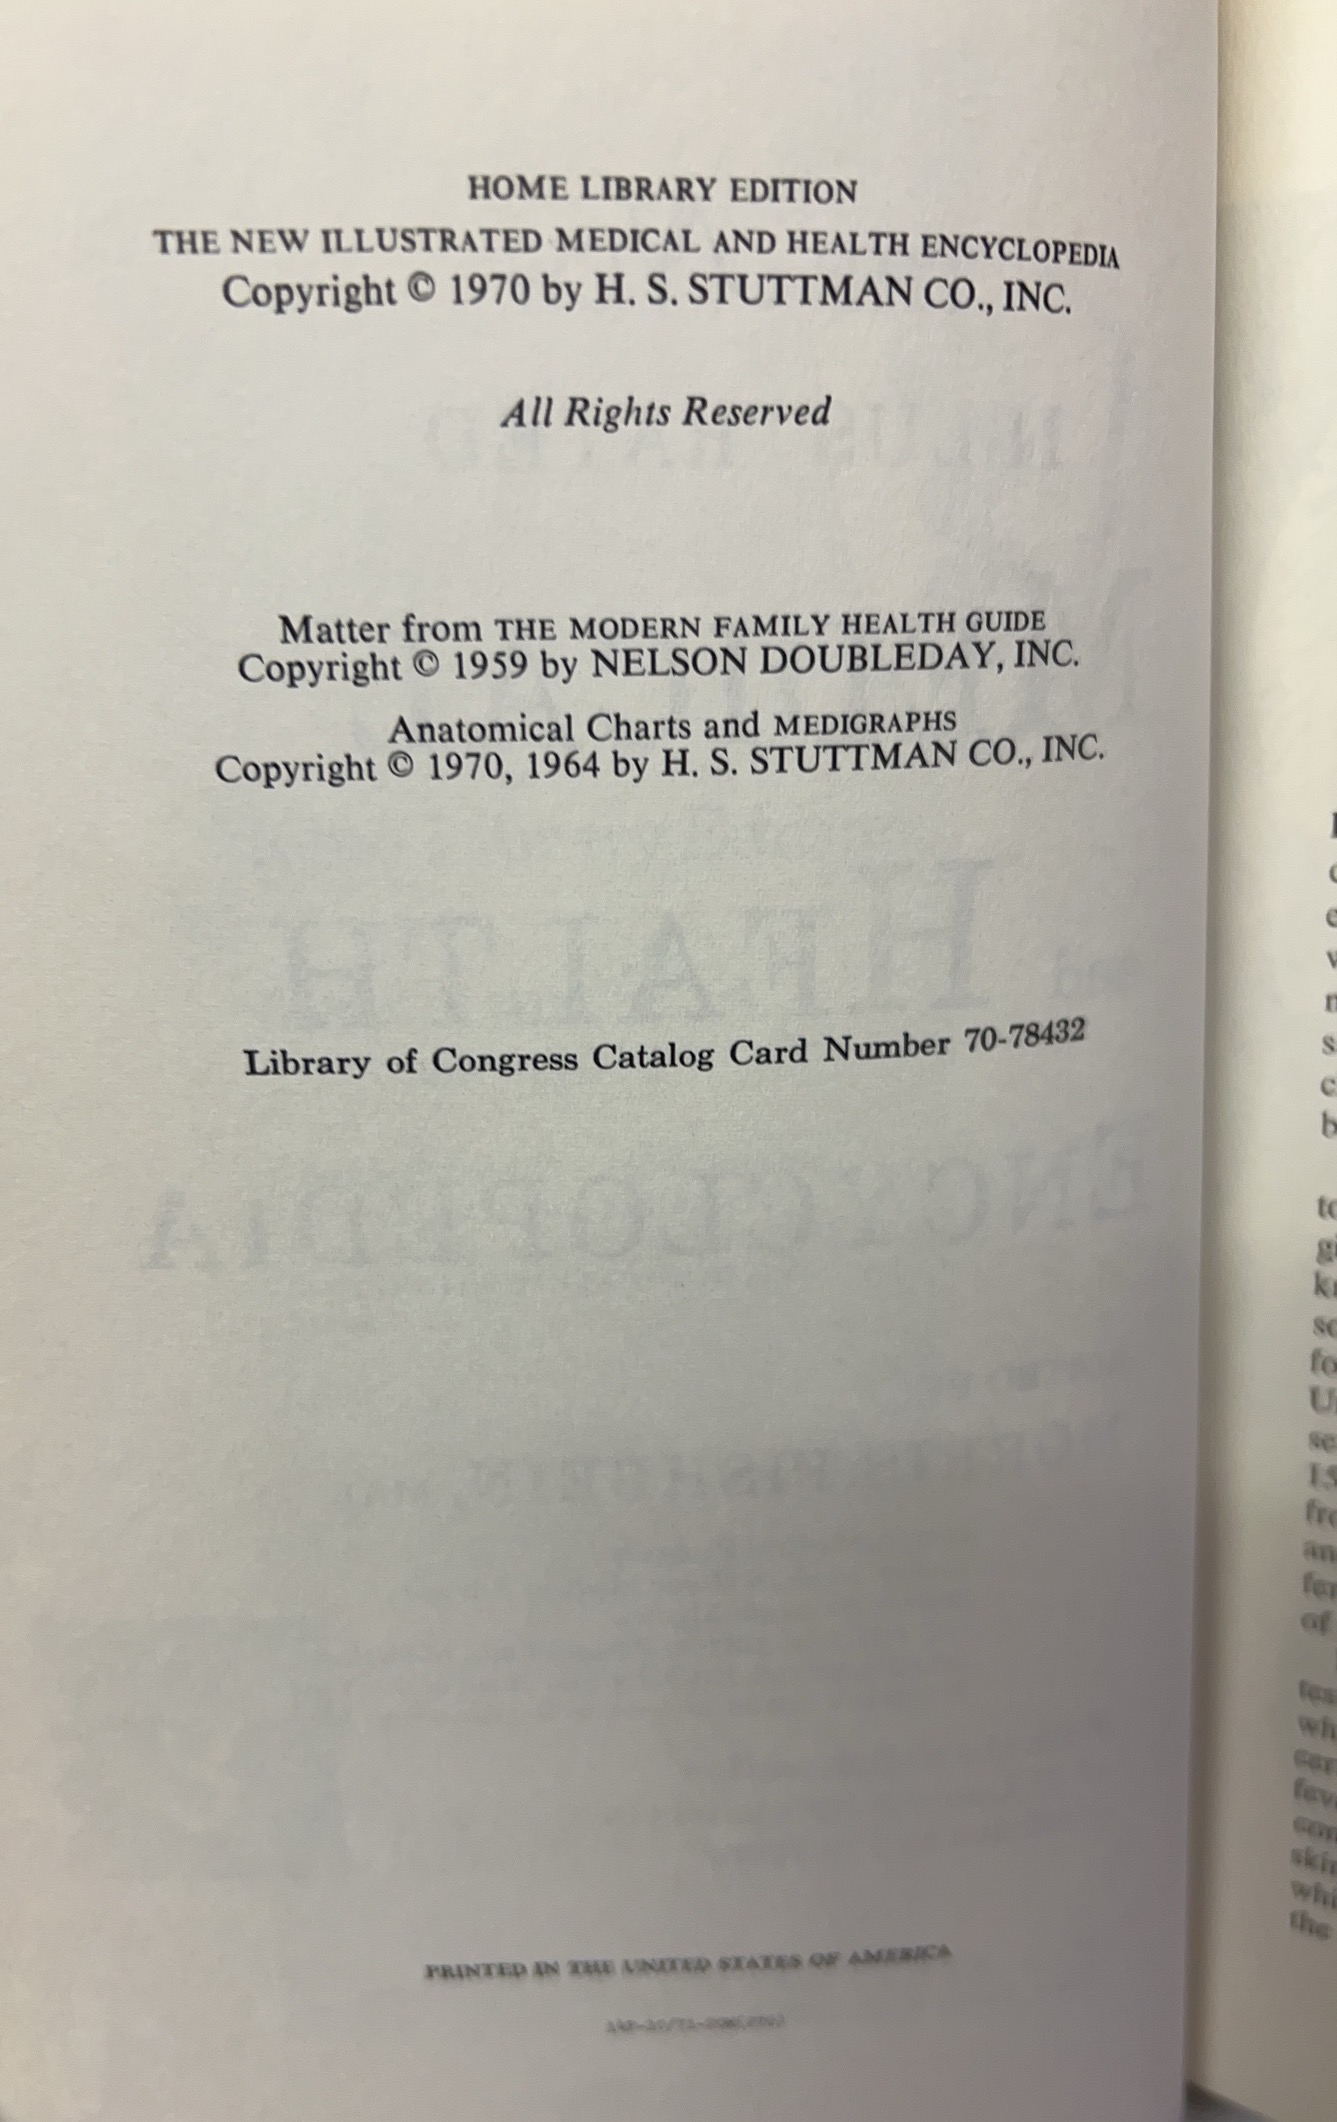 HOME LIBRARY EDITION
THE NEW ILLUSTRATED MEDICAL AND HEALTH ENCYCLOPEDIA
Copyright © 1970 by H. S. STUTTMAN CO., INC.
All Rights Reserved
Matter from THE MODERN FAMILY HEALTH GUIDE
Copyright © 1959 by NELSON DOUBLEDAY, INC.
Anatomical Charts and MEDIGRAPHS
Copyright © 1970, 1964 by H. S. STUTTMAN CO., INC.
Library of Congress Catalog Card Number 70-78432
PRINTED IN THE UNITED STATES OF AMERICA